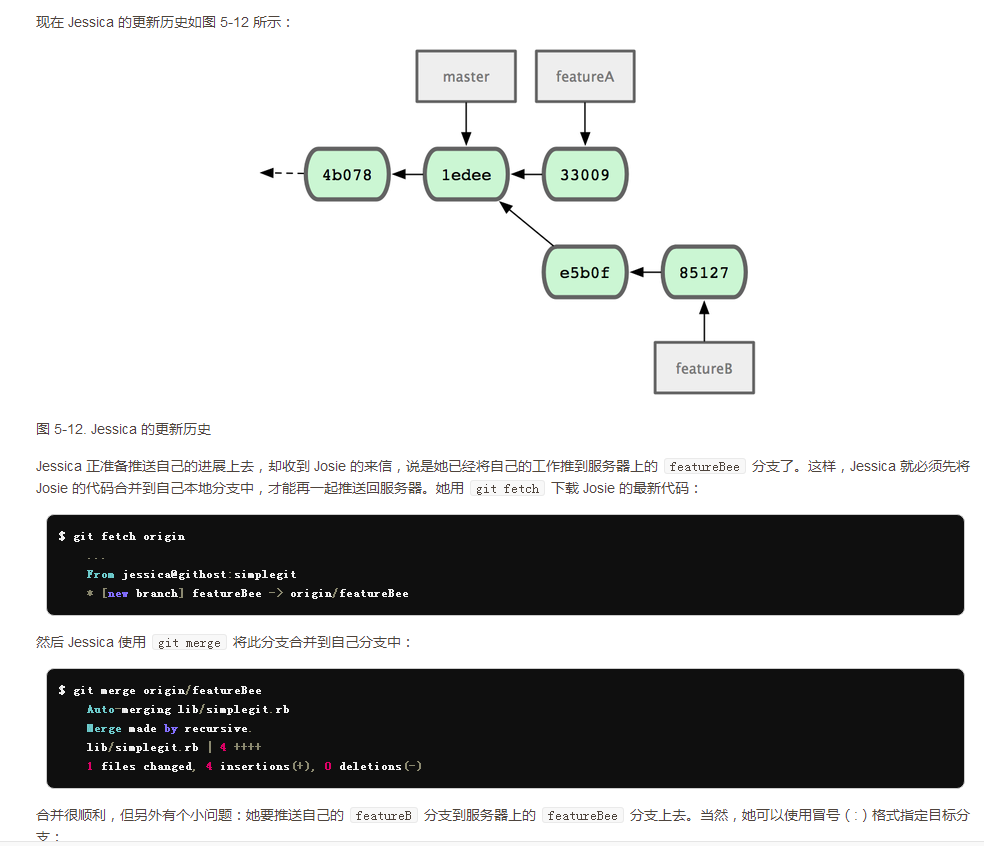 现在 Jessica 的更新历史如图 5-12 所示：
master
featureA
4b078
1edee
33009
e5b0f
85127
featureB
图 5-12. Jessica 的更新历史
Jessica 正准备推送自己的进展上去，却收到 Josie 的来信，说是她已经将自己的工作推到服务器上的 featureBee 分支了。这样，Jessica 就必须先将
Josie 的代码合并到自己本地分支中，才能再一起推送回服务器。她用 git fetch 下载 Josie 的最新代码：
$ git fetch origin
...
From jessica@githost:simplegit
* [new branch] featureBee -> origin/featureBee
然后 Jessica 使用 git merge 将此分支合并到自己分支中：
$ git merge origin/featureBee
Auto-merging lib/simplegit.rb
Merge made by recursive.
lib/simplegit.rb | 4 ++++
1 files changed, 4 insertions(+), 0 deletions(-)
合并很顺利，但另外有个小问题：她要推送自己的 featureB 分支到服务器上的 featureBee 分支上去。当然，她可以使用冒号（:）格式指定目标分
支：